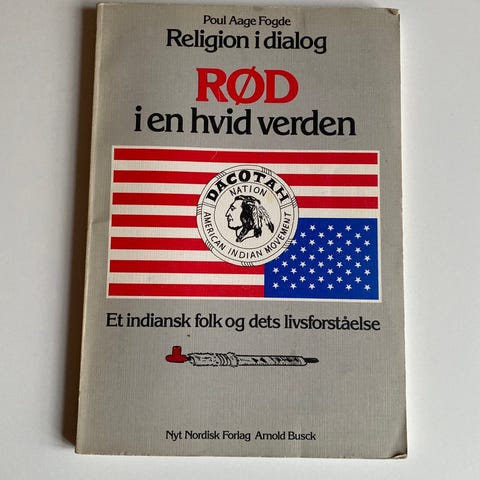 Poul Aage Fogde
Religion i dialog
RØD
i en hvid verden
DACOTAH
NATION
AMERICAN INDIAN MOVEMENT
Et indiansk folk og dets livsforståelse
Nyt Nordisk Forlag Arnold Busck